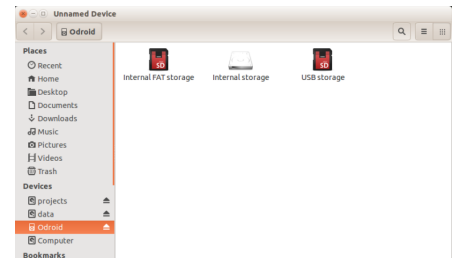 Unnamed Device
Odroid
Places
Recent
Home
Desktop
Documents
Downloads
Music
Pictures
Videos
Trash
Devices
projects
data
Odroid
Computer
Bookmarks
SD
Internal FAT storage
Internal storage
SD
USB storage